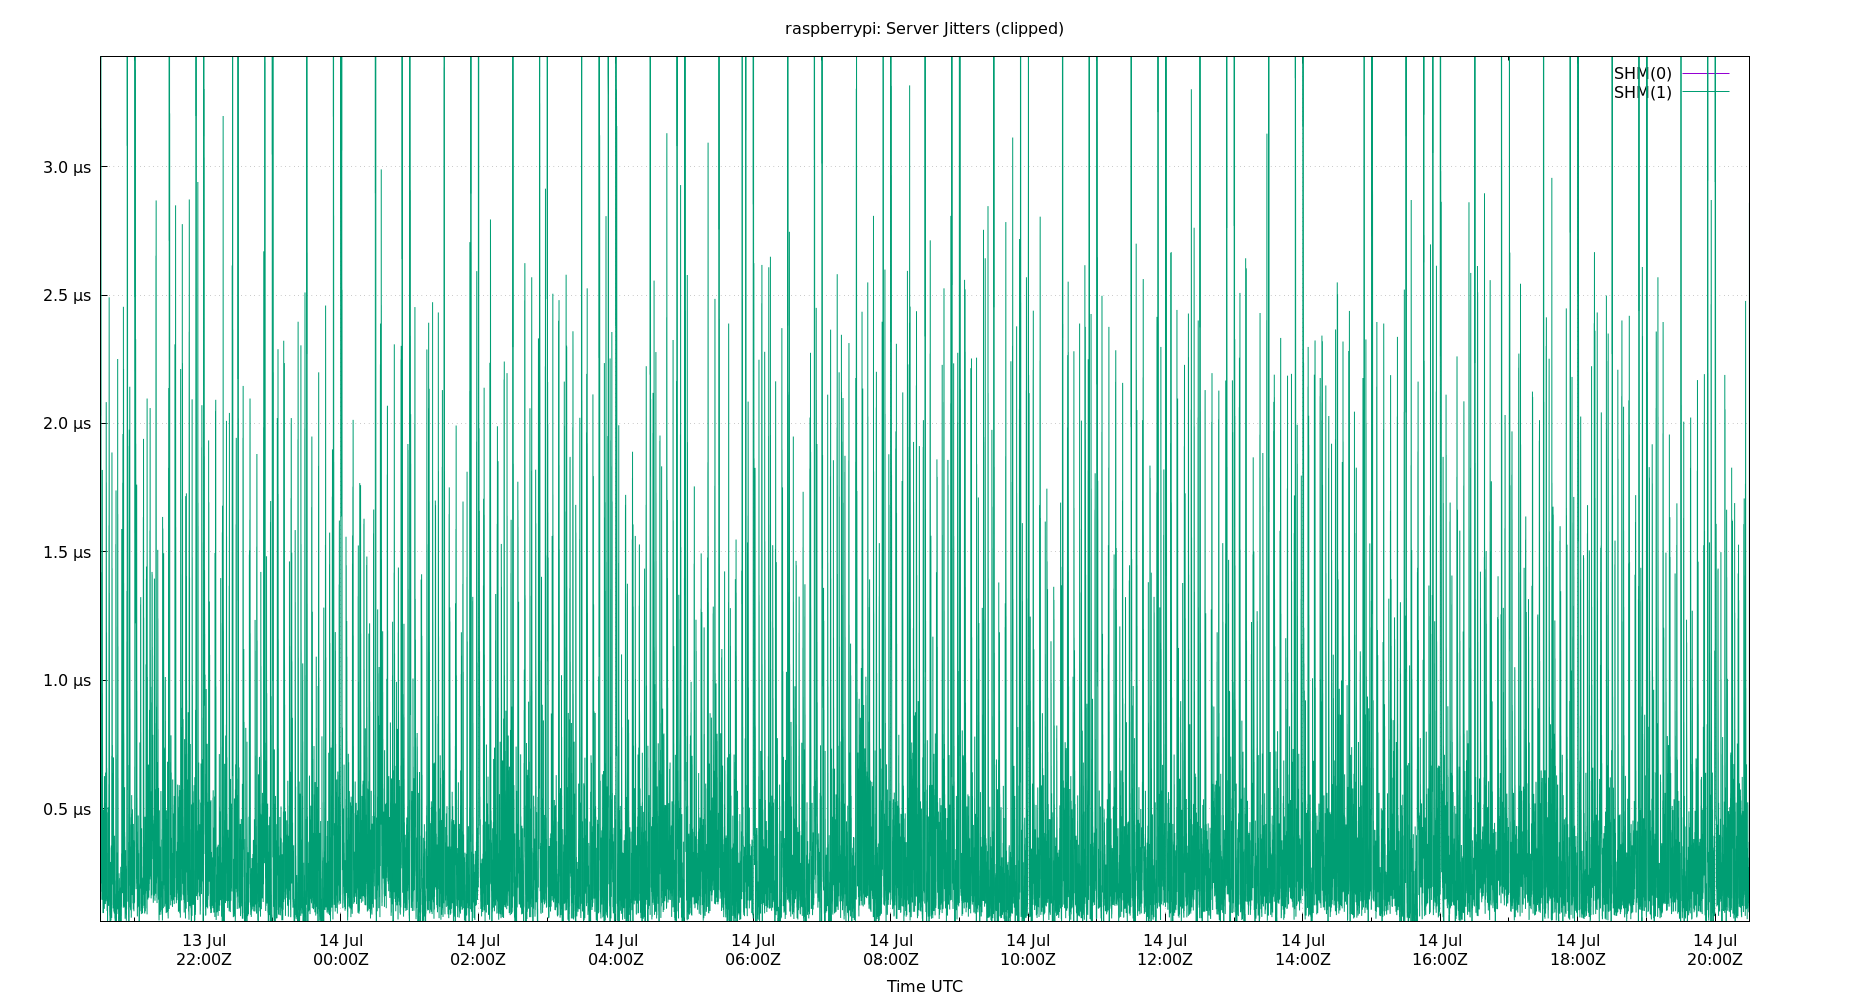 raspberrypi: Server Jitters (clipped)
SHM(0)
SHM(1)
3.0 µs
2.5 µs
2.0 µs
1.5 µs
1.0 µs
0.5 µs
13 Jul 14 Jul 14 Jul 14 Jul 14 Jul 14 Jul 14 Jul 14 Jul 14 Jul 14 Jul 14 Jul 14 Jul
22:00Z 00:00Z 02:00Z 04:00Z 06:00Z 08:00Z 10:00Z 12:00Z 14:00Z 16:00Z 18:00Z 20:00Z
Time UTC